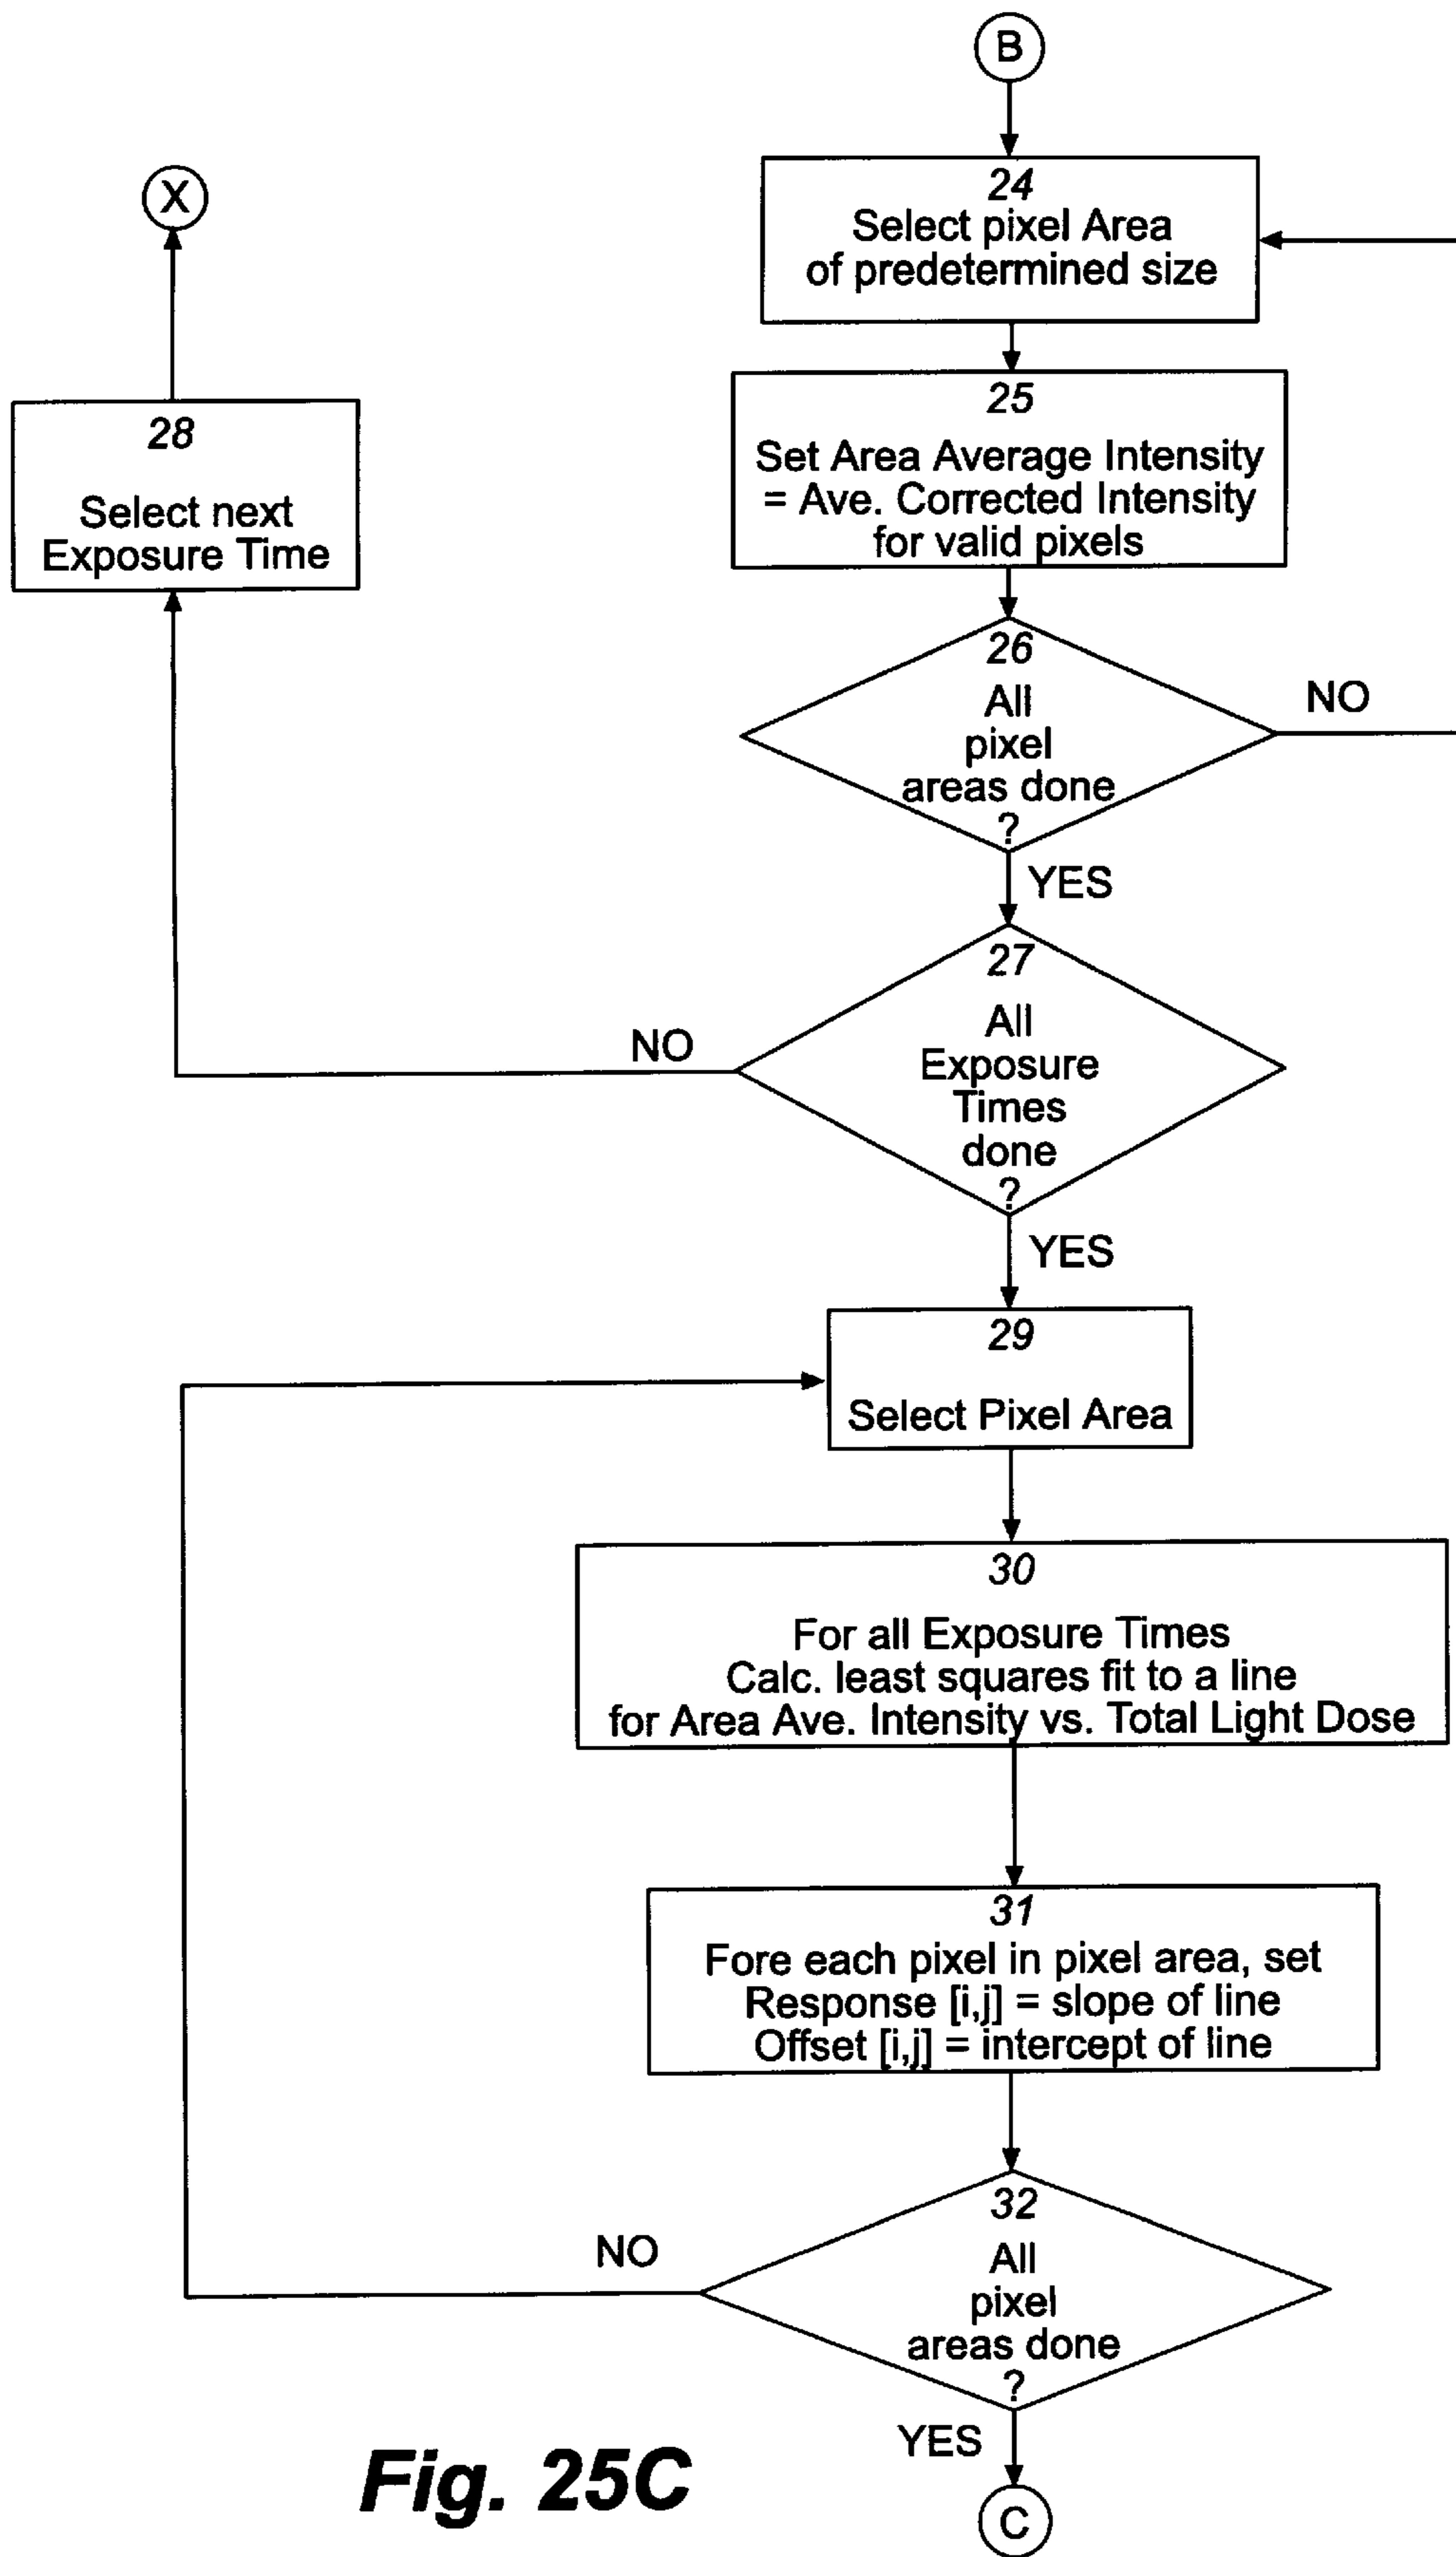 B
24
Select pixel Area
of predetermined size
X
25
Set Area Average Intensity
= Ave. Corrected Intensity
for valid pixels
28
Select next
Exposure Time
26
All
pixel
areas done
?
NO
YES
27
All
Exposure
Times
done
?
NO
YES
29
Select Pixel Area
30
For all Exposure Times
Calc. least squares fit to a line
for Area Ave. Intensity vs. Total Light Dose
31
Fore each pixel in pixel area, set
Response [i,j] = slope of line
Offset [i,j] = intercept of line
32
All
pixel
areas done
?
NO
YES
C
Fig. 25C